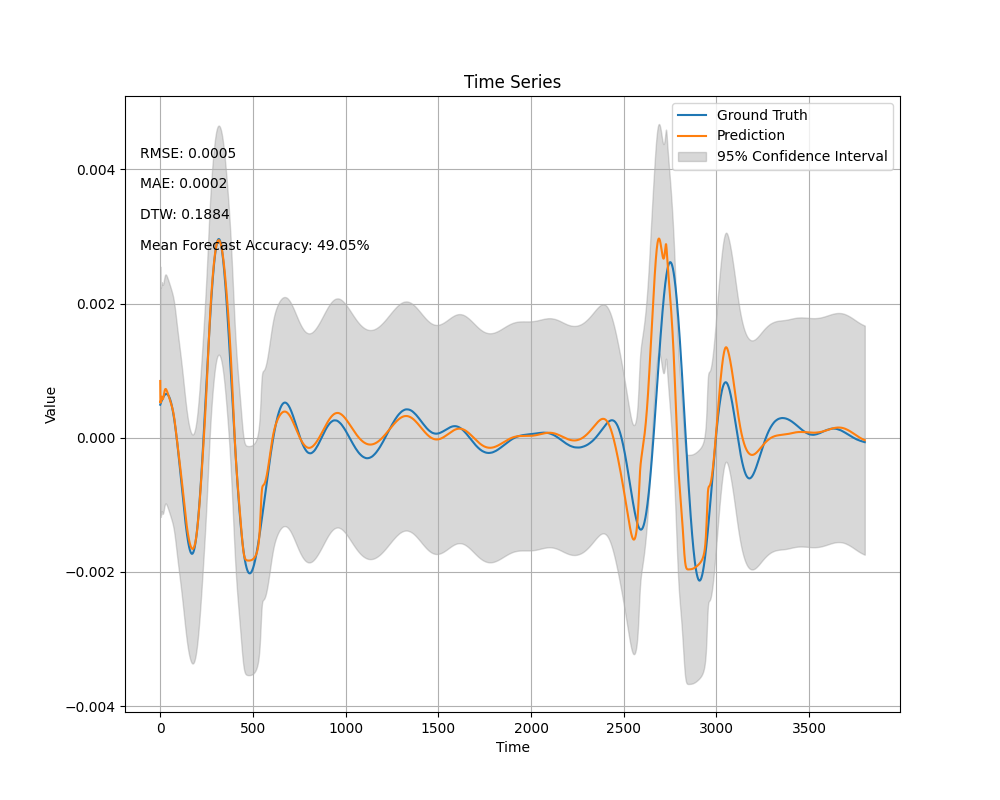 Time Series
Ground Truth
Prediction
95% Confidence Interval
RMSE: 0.0005
MAE: 0.0002
DTW: 0.1884
Mean Forecast Accuracy: 49.05%
0.004
0.002
0.000
−0.002
−0.004
Value
0 500 1000 1500 2000 2500 3000 3500
Time